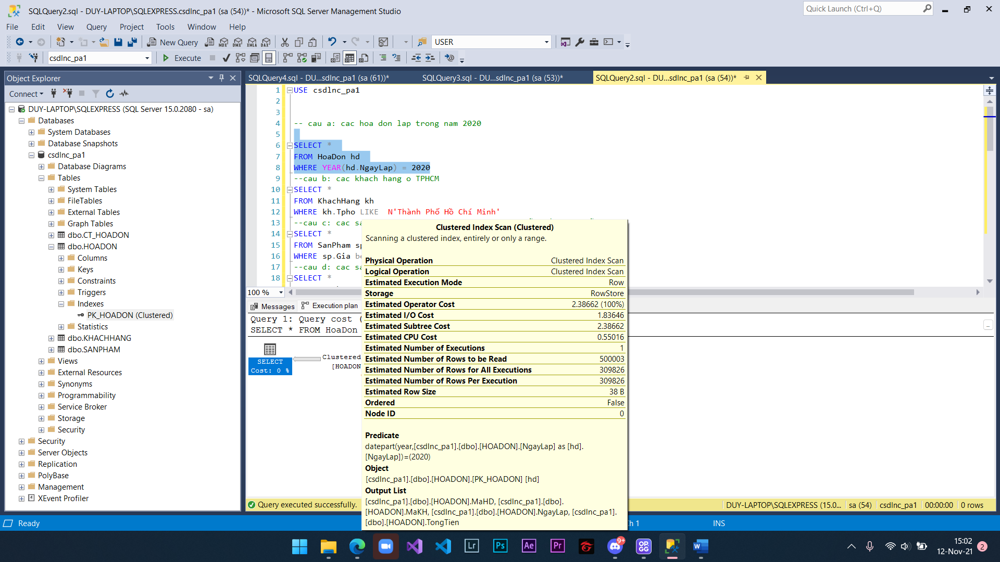 SQLQuery2.sql - DUY-LAPTOP\SQLEXPRESS.csdlnc_pa1 (sa (54))* - Microsoft SQL Server Management Studio
Quick Launch (Ctrl+Q)
File Edit View Query Project Tools Window Help
New Query MDX DMX XMLA DAX USER
csdlnc_pa1 Execute
Object Explorer
Connect
DUY-LAPTOP\SQLEXPRESS (SQL Server 15.0.2080 - sa)
Databases
System Databases
Database Snapshots
csdlnc_pa1
Database Diagrams
Tables
System Tables
FileTables
External Tables
Graph Tables
dbo.CT_HOADON
dbo.HOADON
Columns
Keys
Constraints
Triggers
Indexes
PK_HOADON (Clustered)
Statistics
dbo.KHACHHANG
dbo.SANPHAM
Views
External Resources
Synonyms
Programmability
Service Broker
Storage
Security
Security
Server Objects
Replication
PolyBase
Management
XEvent Profiler
SQLQuery4.sql - DU...sdlnc_pa1 (sa (61))* SQLQuery3.sql - DU...sdlnc_pa1 (sa (53))* SQLQuery2.sql - DU...sdlnc_pa1 (sa (54))*
1 USE csdlnc_pa1
2
3
4 -- cau a: cac hoa don lap trong nam 2020
5
6 SELECT *
7 FROM HoaDon hd
8 WHERE YEAR(hd.NgayLap) = 2020
9 --cau b: cac khach hang o TPHCM
10 SELECT *
11 FROM KhachHang kh
12 WHERE kh.Tpho LIKE N'Thành Phố Hồ Chí Minh'
13 --cau c: cac sa
14 SELECT *
15 FROM SanPham sp
16 WHERE sp.Gia be
17 --cau d: cac sa
18 SELECT *
100 %
Messages Execution plan
Query 1: Query cost (
SELECT * FROM HoaDon
SELECT
Cost: 0 %
Clustered
[HOADON
Clustered Index Scan (Clustered)
Scanning a clustered index, entirely or only a range.
Physical Operation Clustered Index Scan
Logical Operation Clustered Index Scan
Estimated Execution Mode Row
Storage RowStore
Estimated Operator Cost 2.38662 (100%)
Estimated I/O Cost 1.83646
Estimated Subtree Cost 2.38662
Estimated CPU Cost 0.55016
Estimated Number of Executions 1
Estimated Number of Rows to be Read 500003
Estimated Number of Rows for All Executions 309826
Estimated Number of Rows Per Execution 309826
Estimated Row Size 38 B
Ordered False
Node ID 0
Predicate
datepart(year,[csdlnc_pa1].[dbo].[HOADON].[NgayLap] as [hd].
[NgayLap])=(2020)
Object
[csdlnc_pa1].[dbo].[HOADON].[PK_HOADON] [hd]
Output List
[csdlnc_pa1].[dbo].[HOADON].MaHD, [csdlnc_pa1].[dbo].
[HOADON].MaKH, [csdlnc_pa1].[dbo].[HOADON].NgayLap, [csdlnc_pa1].
[dbo].[HOADON].TongTien
Query executed successfully. DUY-LAPTOP\SQLEXPRESS (15.0... sa (54) csdlnc_pa1 00:00:00 0 rows
Ready h 1 INS
Lr Ps Ae Pr 9+ OP.GG W
15:02
12-Nov-21 2